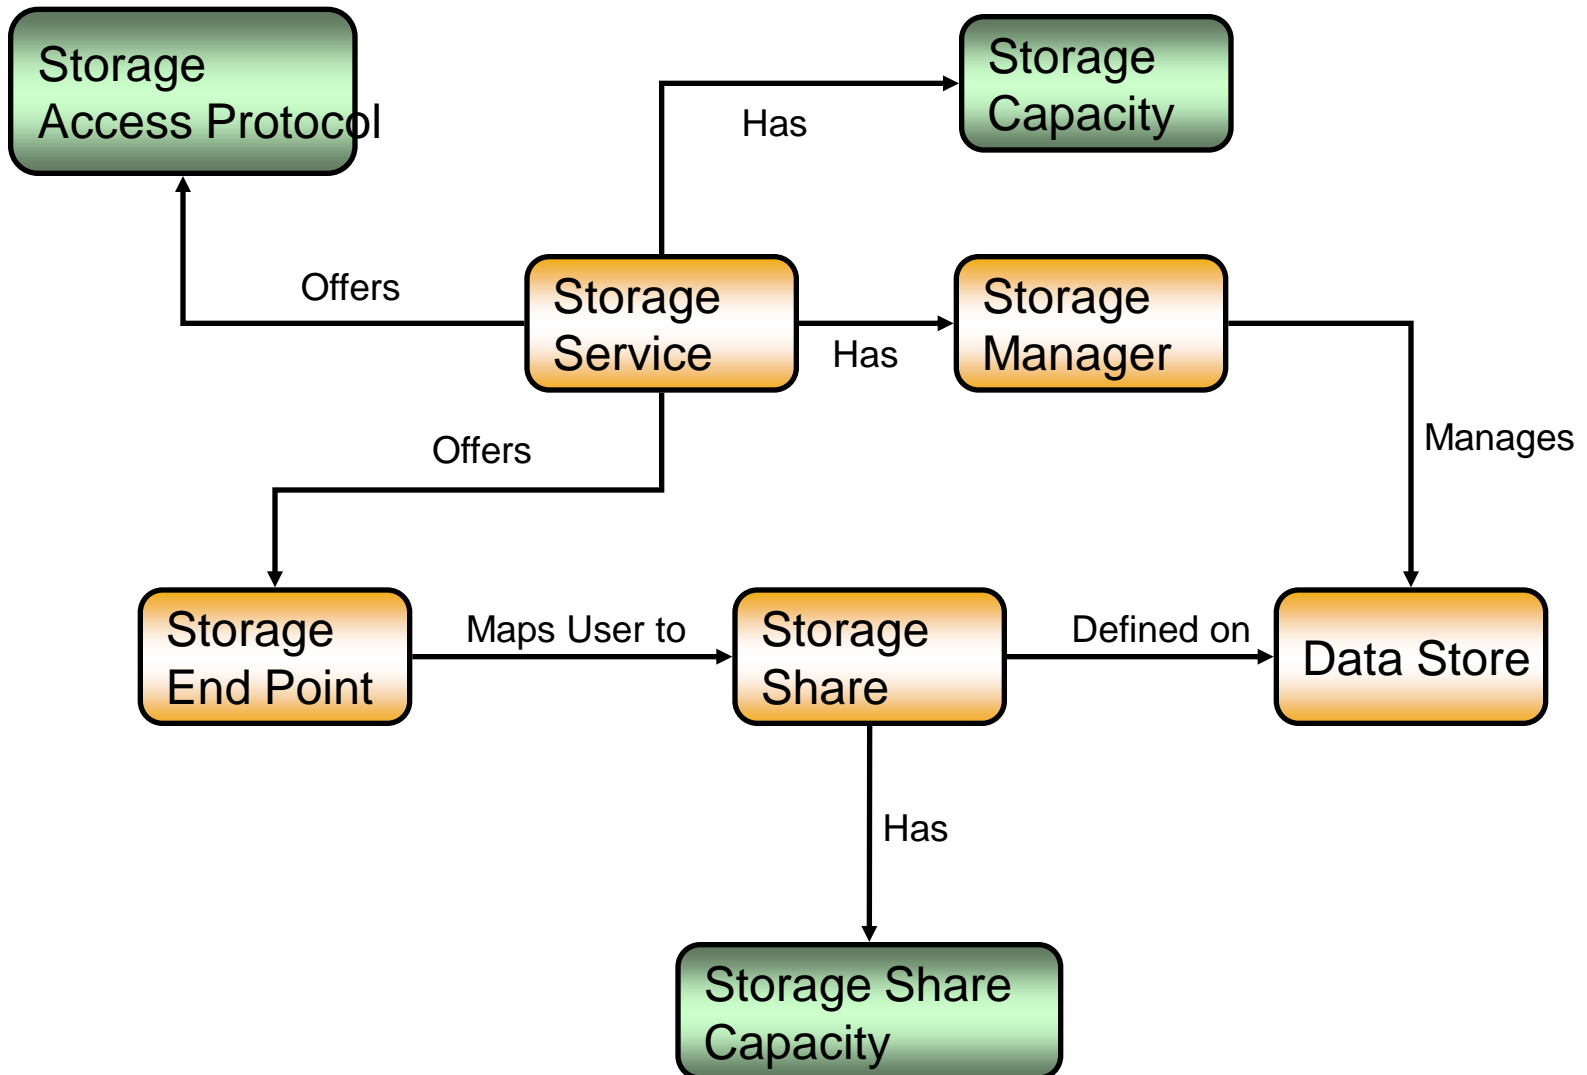 Storage
Access Protocol
Storage
Capacity
Has
Offers
Storage
Service
Has
Storage
Manager
Offers
Manages
Storage
End Point
Maps User to
Storage
Share
Defined on
Data Store
Has
Storage Share
Capacity